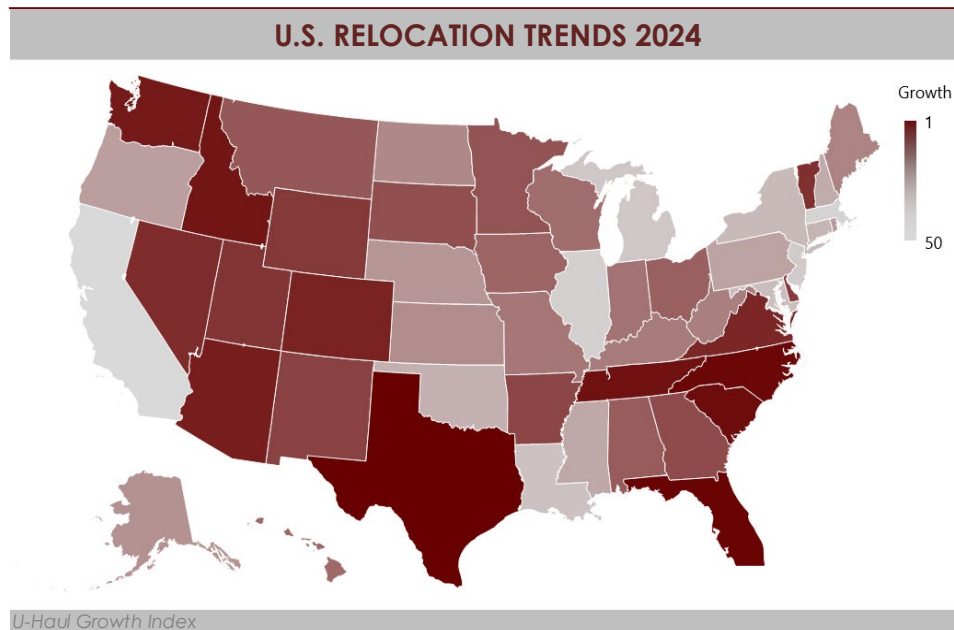 U.S. RELOCATION TRENDS 2024
Growth
1
50
U-Haul Growth Index